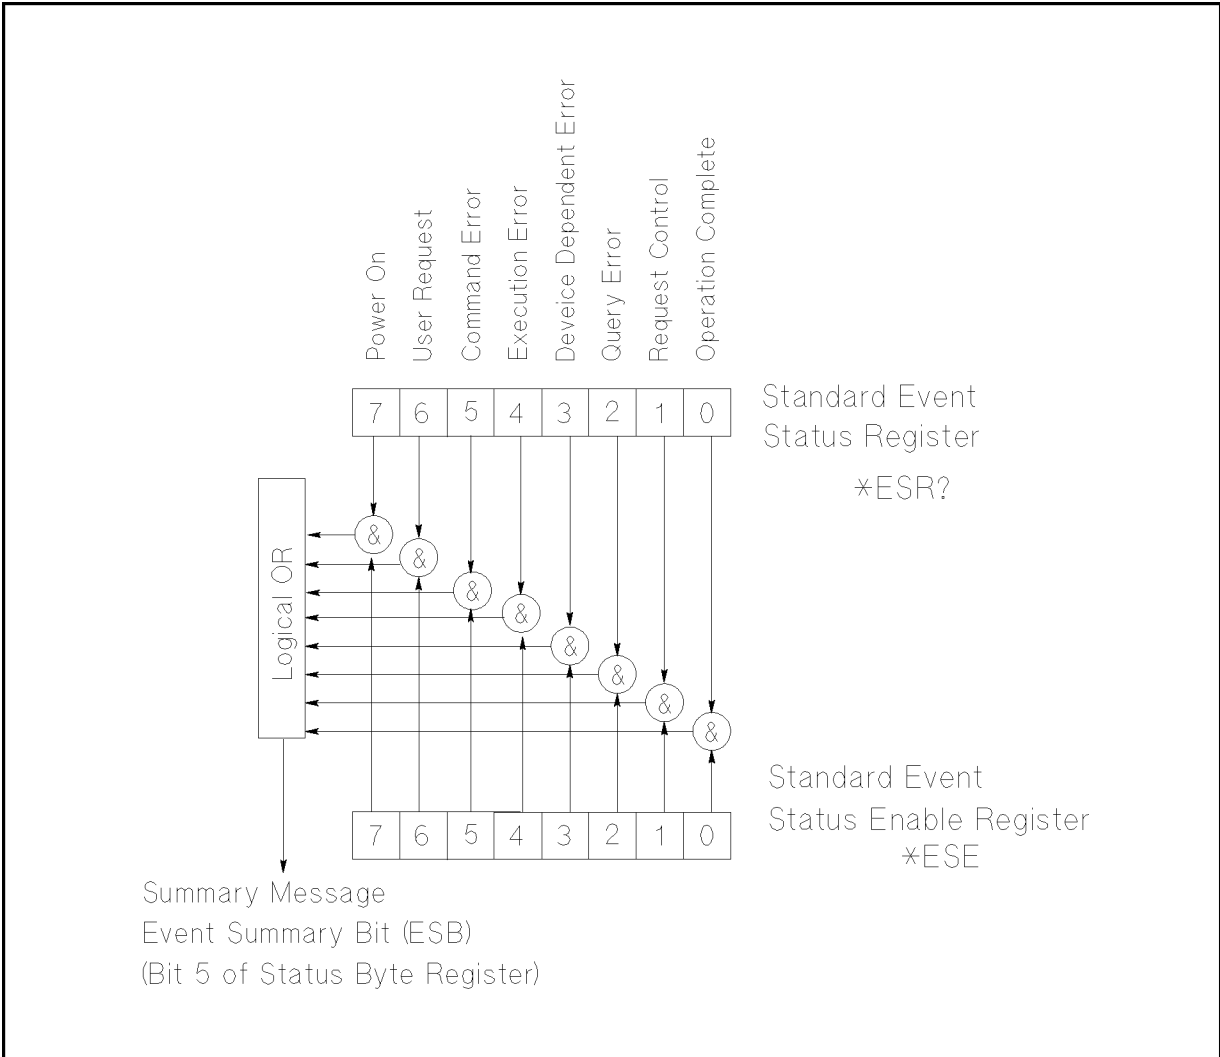 Power On
User Request
Command Error
Execution Error
Deveice Dependent Error
Query Error
Request Control
Operation Complete
7 6 5 4 3 2 1 0
Standard Event
Status Register
*ESR?
Logical OR
&
&
&
&
&
&
&
&
7 6 5 4 3 2 1 0
Standard Event
Status Enable Register
*ESE
Summary Message
Event Summary Bit (ESB)
(Bit 5 of Status Byte Register)